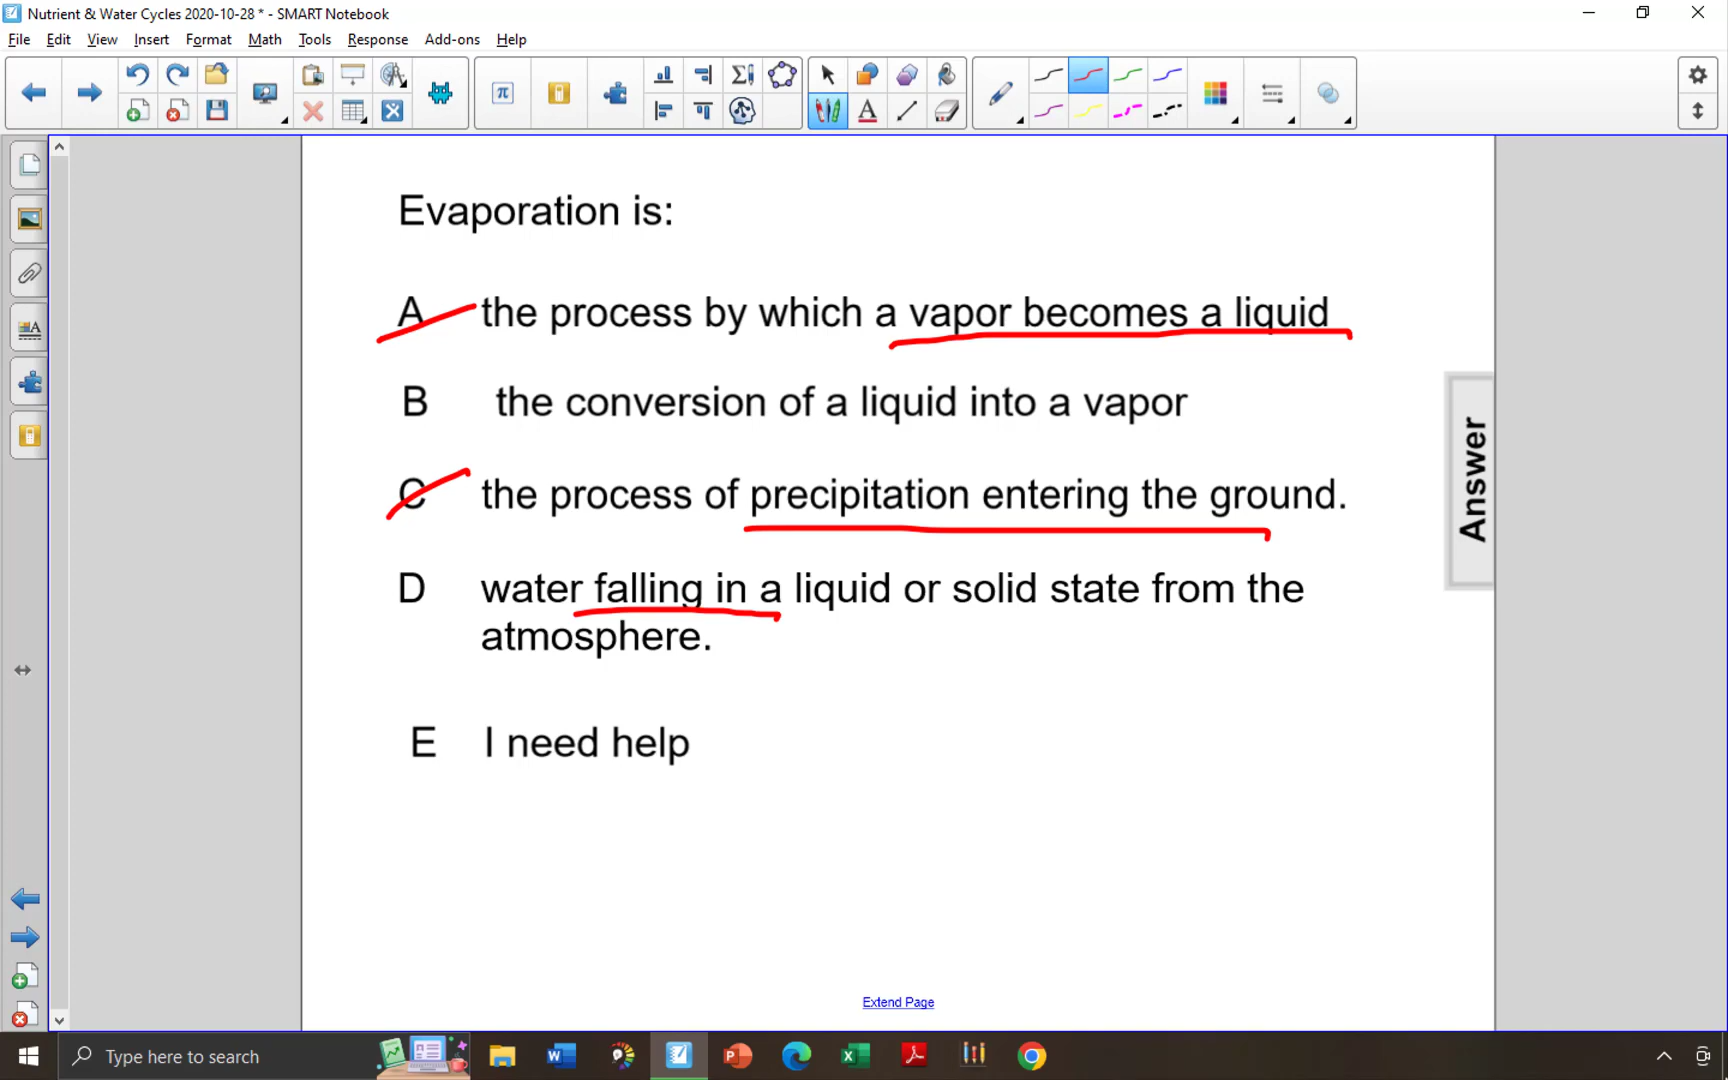 Nutrient & Water Cycles 2020-10-28 * - SMART Notebook
File Edit View Insert Format Math Tools Response Add-ons Help
Evaporation is:
A the process by which a vapor becomes a liquid
B the conversion of a liquid into a vapor
C the process of precipitation entering the ground.
D water falling in a liquid or solid state from the
atmosphere.
E I need help
Answer
Extend Page
Type here to search